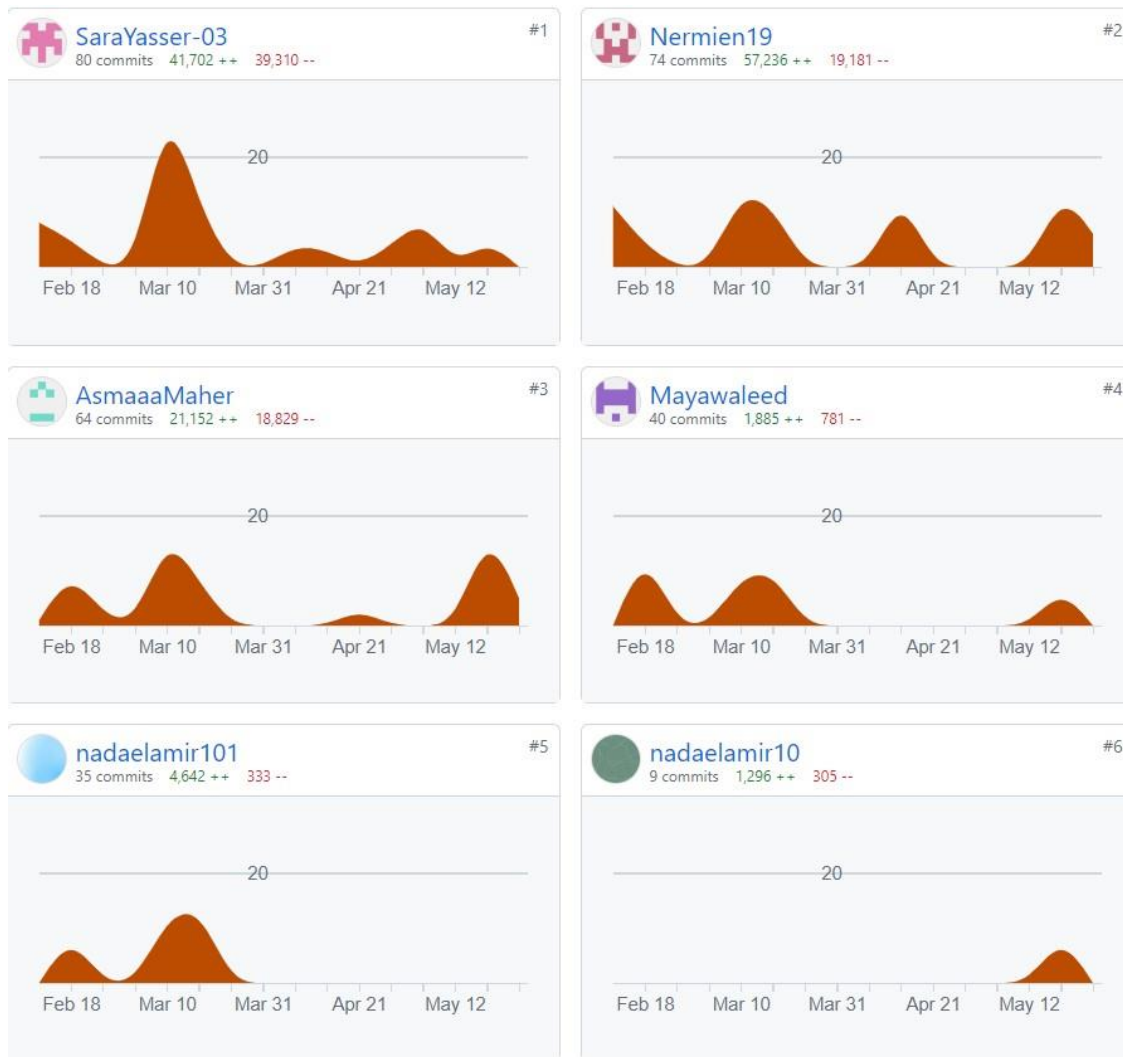 SaraYasser-03 #1
80 commits 41,702 ++ 39,310 --
20
Feb 18 Mar 10 Mar 31 Apr 21 May 12
Nermien19 #2
74 commits 57,236 ++ 19,181 --
20
Feb 18 Mar 10 Mar 31 Apr 21 May 12
AsmaaaMaher #3
64 commits 21,152 ++ 18,829 --
20
Feb 18 Mar 10 Mar 31 Apr 21 May 12
Mayawaleed #4
40 commits 1,885 ++ 781 --
20
Feb 18 Mar 10 Mar 31 Apr 21 May 12
nadaelamir101 #5
35 commits 4,642 ++ 333 --
20
Feb 18 Mar 10 Mar 31 Apr 21 May 12
nadaelamir10 #6
9 commits 1,296 ++ 305 --
20
Feb 18 Mar 10 Mar 31 Apr 21 May 12